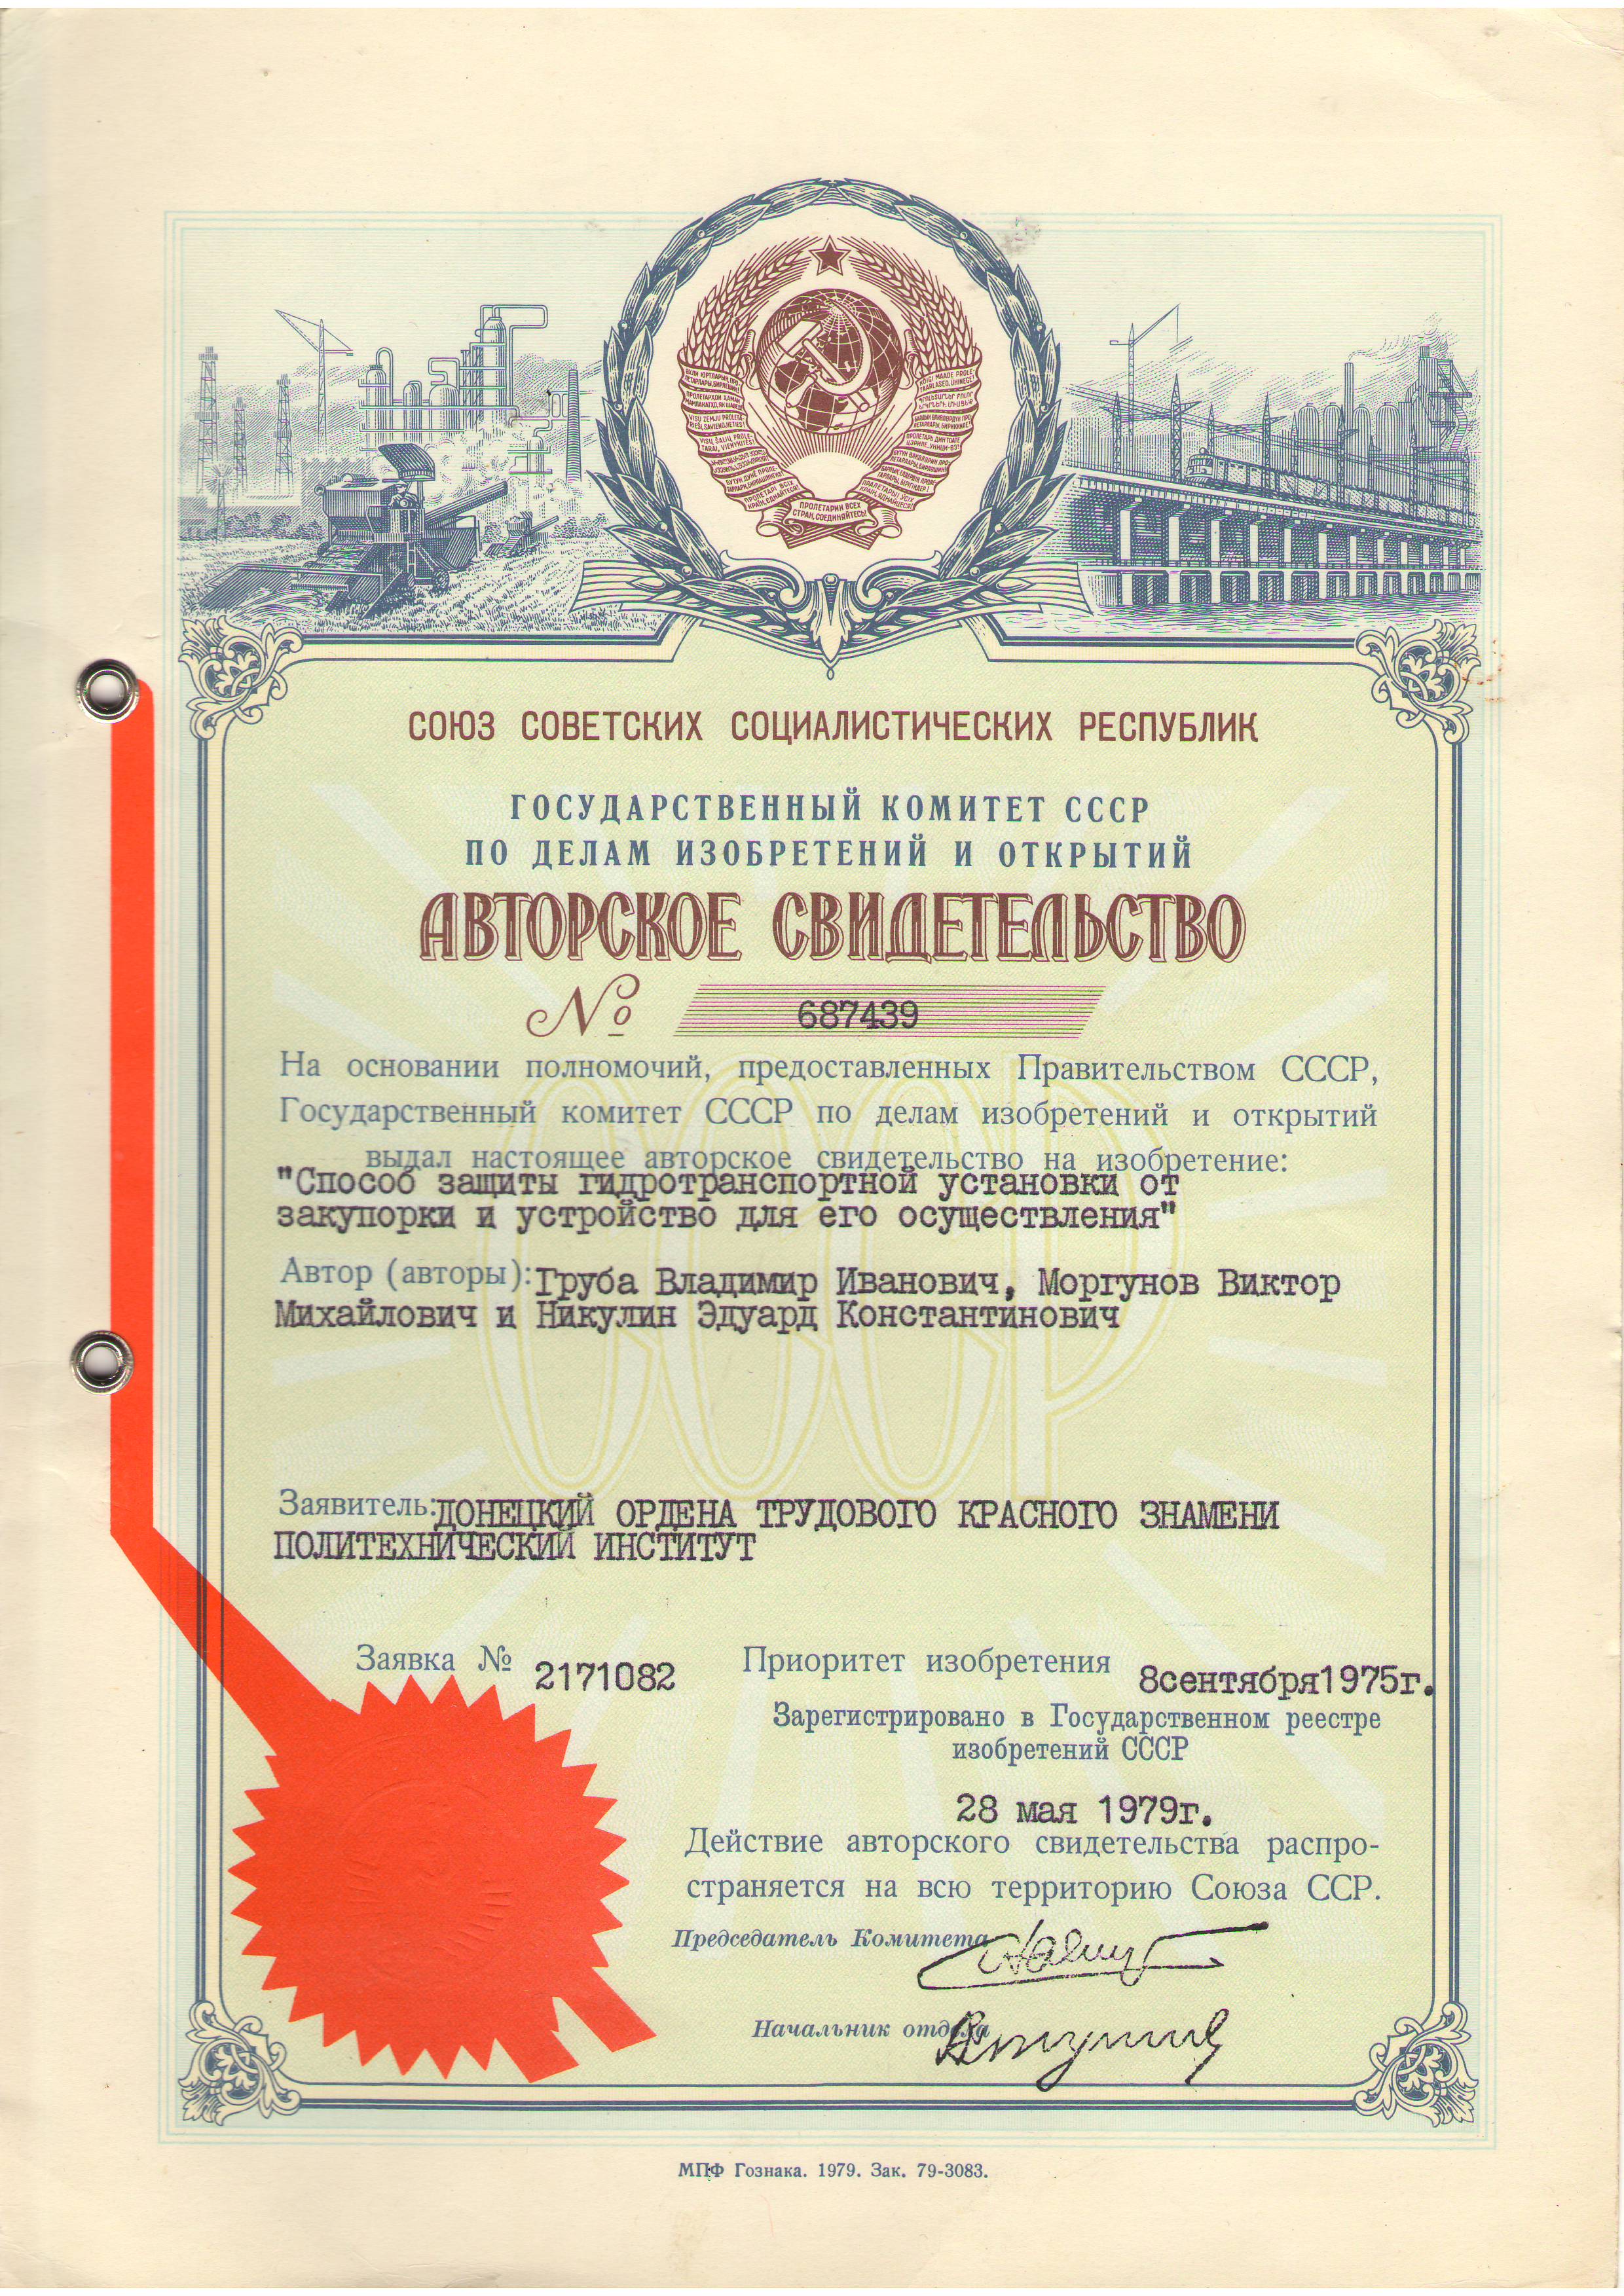 ПРОЛЕТАРИИ ВСЕХ
СТРАН, СОЕДИНЯЙТЕСЬ!
СОЮЗ СОВЕТСКИХ СОЦИАЛИСТИЧЕСКИХ РЕСПУБЛИК
ГОСУДАРСТВЕННЫЙ КОМИТЕТ СССР
ПО ДЕЛАМ ИЗОБРЕТЕНИЙ И ОТКРЫТИЙ
АВТОРСКОЕ СВИДЕТЕЛЬСТВО
№ 687439
На основании полномочий, предоставленных Правительством СССР,
Государственный комитет СССР по делам изобретений и открытий
выдал настоящее авторское свидетельство на изобретение:
"Способ защиты гидротранспортной установки от
закупорки и устройство для его осуществления"
Автор (авторы): Груба Владимир Иванович, Моргунов Виктор
Михайлович и Никулин Эдуард Константинович
СССР
Заявитель: ДОНЕЦКИЙ ОРДЕНА ТРУДОВОГО КРАСНОГО ЗНАМЕНИ
ПОЛИТЕХНИЧЕСКИЙ ИНСТИТУТ
Заявка № 2171082 Приоритет изобретения 8сентября1975г.
Зарегистрировано в Государственном реестре
изобретений СССР
28 мая 1979г.
Действие авторского свидетельства распро-
страняется на всю территорию Союза ССР.
Председатель Комитета
Начальник отдела
МПФ Гознака. 1979. Зак. 79-3083.